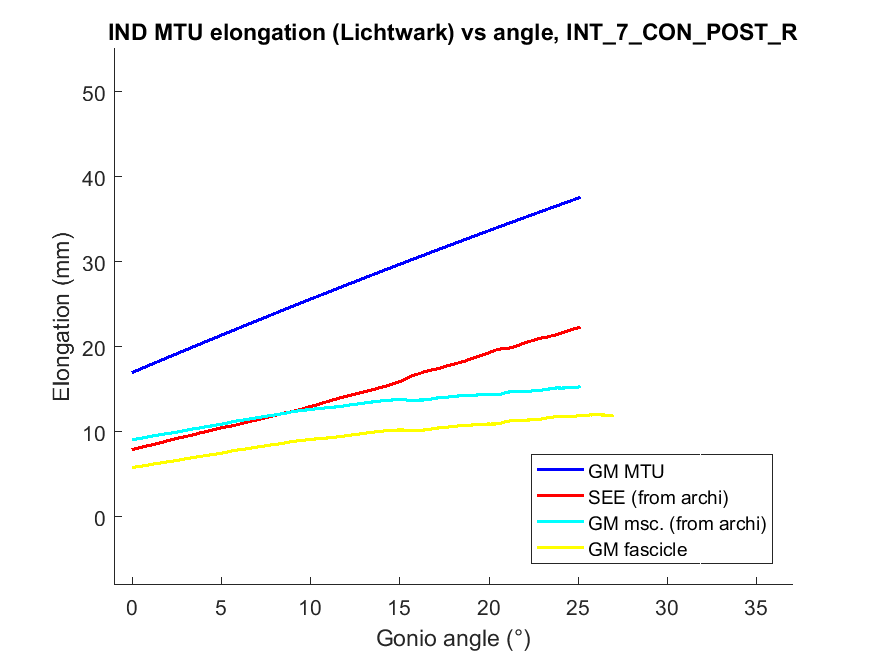 IND MTU elongation (Lichtwark) vs angle, INT_7_CON_POST_R
50
40
30
20
10
0
Elongation (mm)
0 5 10 15 20 25 30 35
Gonio angle (°)
GM MTU
SEE (from archi)
GM msc. (from archi)
GM fascicle